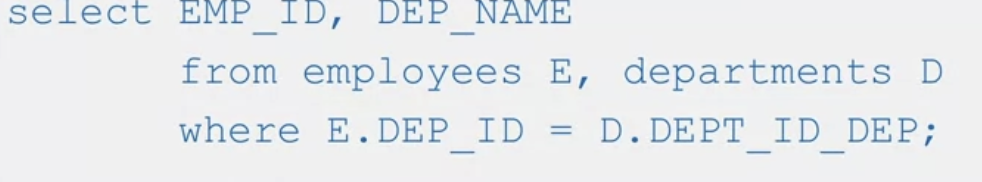 select EMP_ID, DEP_NAME
from employees E, departments D
where E.DEP_ID = D.DEPT_ID_DEP;